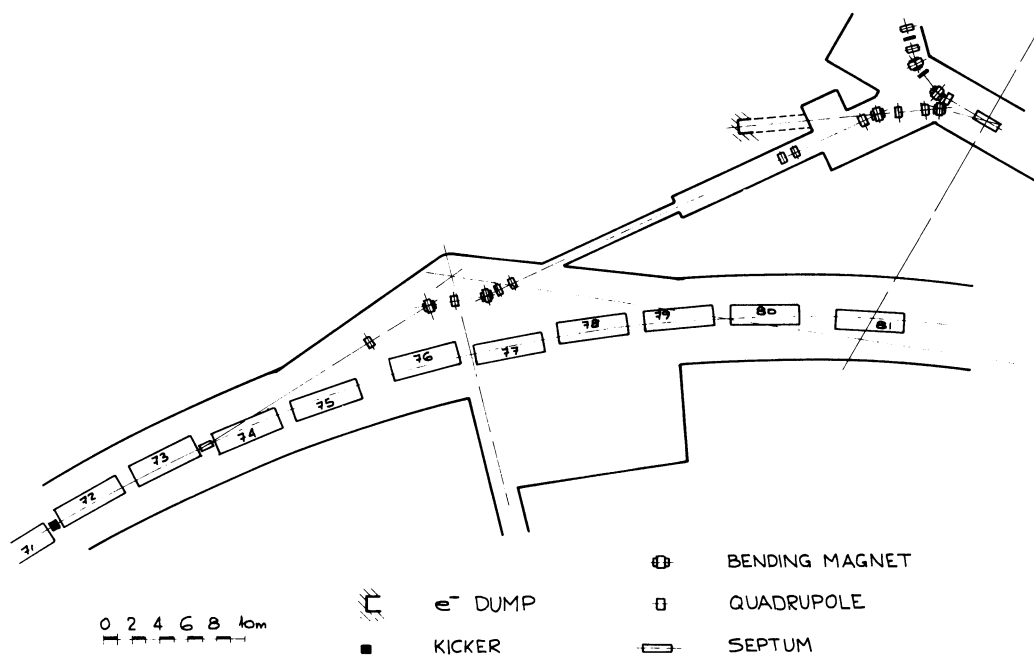 80
81
79
78
77
76
75
74
73
72
71
BENDING MAGNET
e⁻ DUMP
QUADRUPOLE
0 2 4 6 8 10m
KICKER
SEPTUM